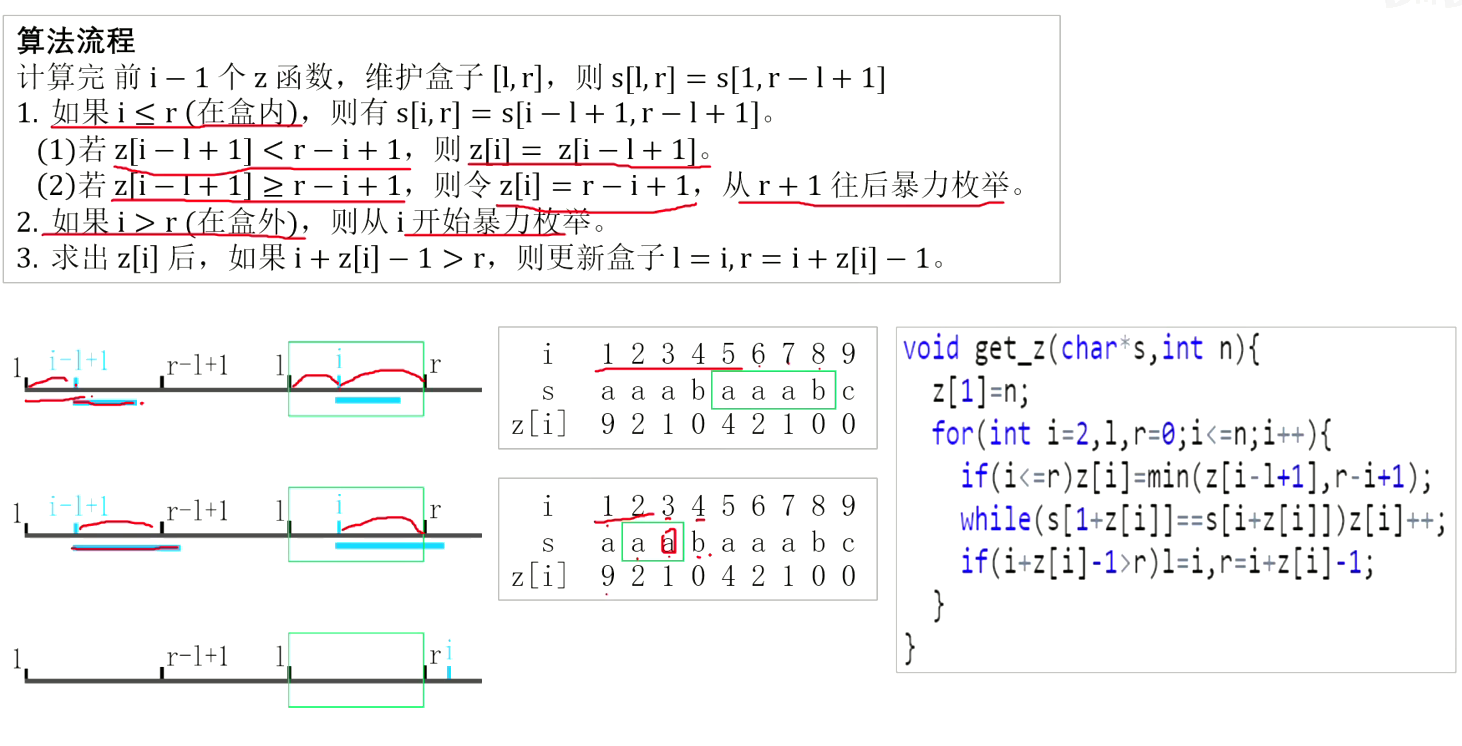 算法流程
计算完 前 i − 1 个 z 函数，维护盒子 [l, r]，则 s[l, r] = s[1, r − l + 1]
1. 如果 i ≤ r (在盒内)，则有 s[i, r] = s[i − l + 1, r − l + 1]。
(1)若 z[i − l + 1] < r − i + 1，则 z[i] = z[i − l + 1]。
(2)若 z[i − l + 1] ≥ r − i + 1，则令 z[i] = r − i + 1，从 r + 1 往后暴力枚举。
2. 如果 i > r (在盒外)，则从 i 开始暴力枚举。
3. 求出 z[i] 后，如果 i + z[i] − 1 > r，则更新盒子 l = i, r = i + z[i] − 1。
1 i-l+1 r-l+1 l i r
1 i-l+1 r-l+1 l i r
1 r-l+1 l r i
i 1 2 3 4 5 6 7 8 9
s a a a b a a a b c
z[i] 9 2 1 0 4 2 1 0 0
i 1 2 3 4 5 6 7 8 9
s a a a b a a a b c
z[i] 9 2 1 0 4 2 1 0 0
void get_z(char*s,int n){
z[1]=n;
for(int i=2,l,r=0;i<=n;i++){
if(i<=r)z[i]=min(z[i-l+1],r-i+1);
while(s[1+z[i]]==s[i+z[i]])z[i]++;
if(i+z[i]-1>r)l=i,r=i+z[i]-1;
}
}